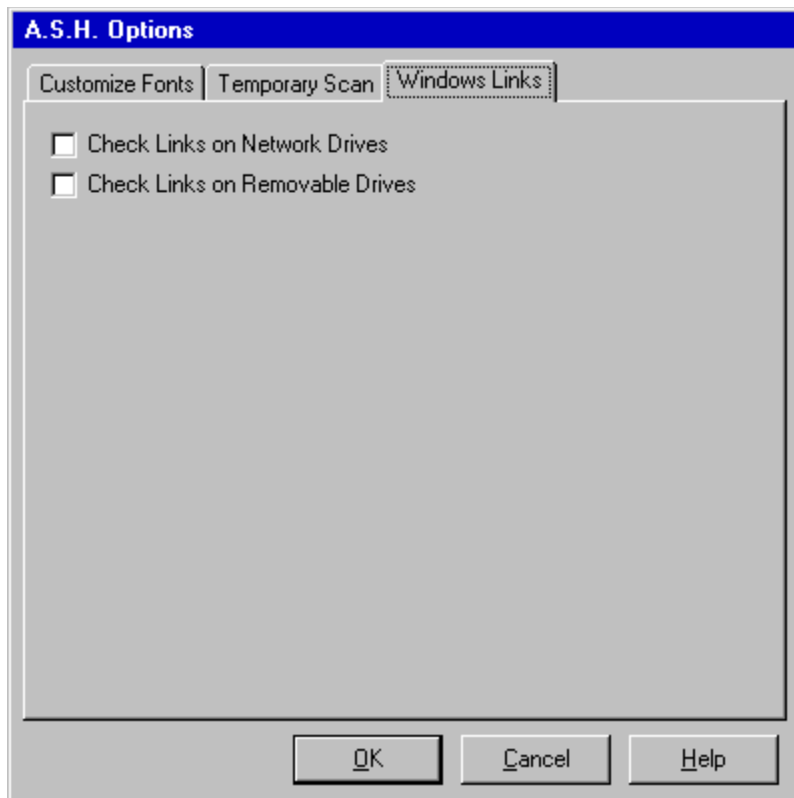 A.S.H. Options
Customize Fonts Temporary Scan Windows Links
Check Links on Network Drives
Check Links on Removable Drives
OK Cancel Help